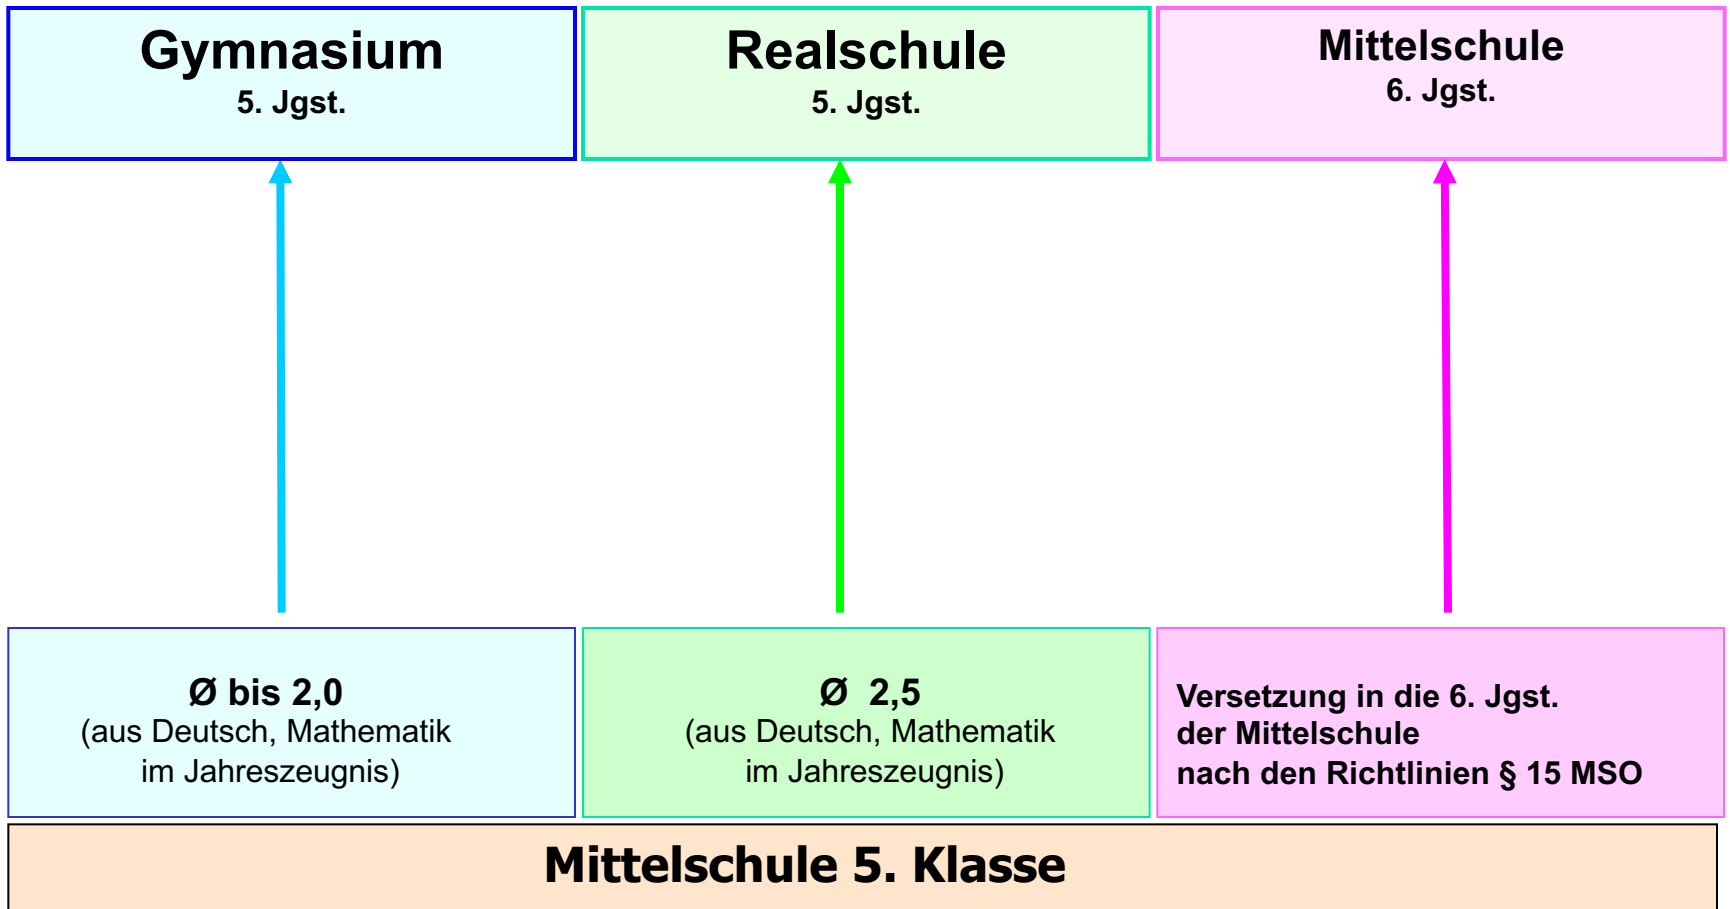 Gymnasium
5. Jgst.
Realschule
5. Jgst.
Mittelschule
6. Jgst.
Ø bis 2,0
(aus Deutsch, Mathematik
im Jahreszeugnis)
Ø 2,5
(aus Deutsch, Mathematik
im Jahreszeugnis)
Versetzung in die 6. Jgst.
der Mittelschule
nach den Richtlinien § 15 MSO
Mittelschule 5. Klasse